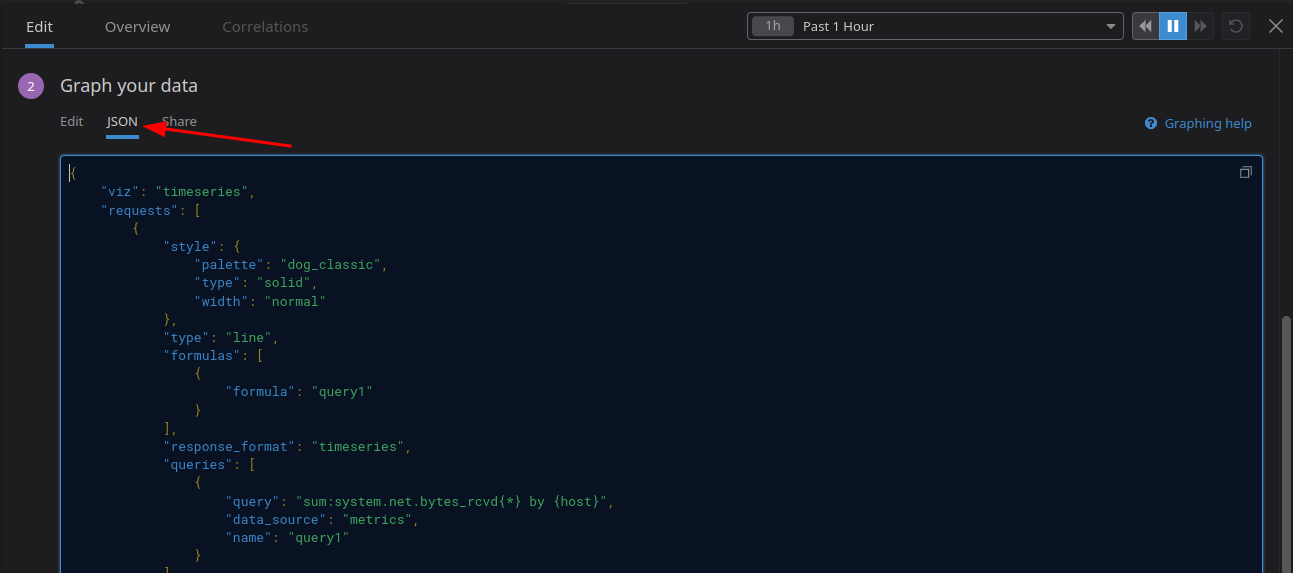 Edit Overview Correlations 1h Past 1 Hour
2 Graph your data
Edit JSON Share Graphing help
{
    "viz": "timeseries",
    "requests": [
        {
            "style": {
                "palette": "dog_classic",
                "type": "solid",
                "width": "normal"
            },
            "type": "line",
            "formulas": [
                {
                    "formula": "query1"
                }
            ],
            "response_format": "timeseries",
            "queries": [
                {
                    "query": "sum:system.net.bytes_rcvd{*} by {host}",
                    "data_source": "metrics",
                    "name": "query1"
                }
            ]